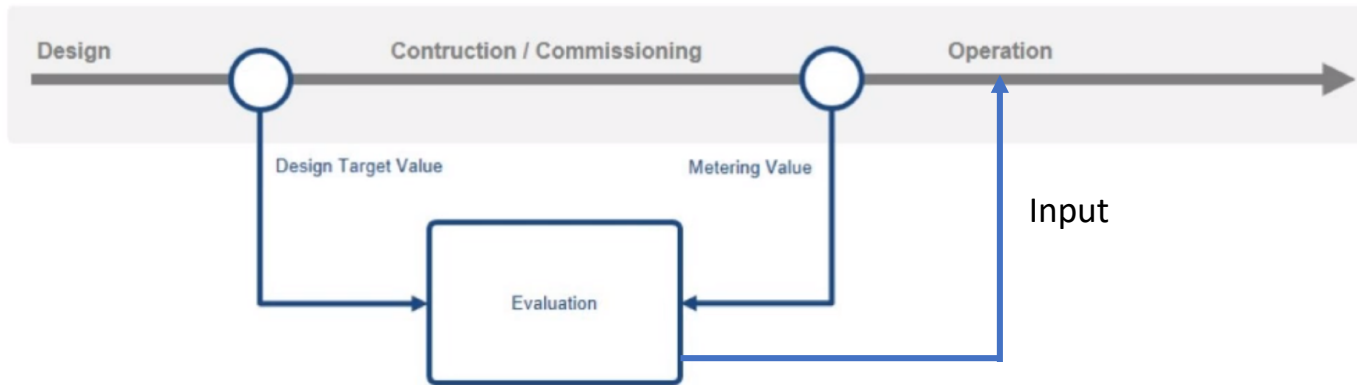 Design
Contruction / Commissioning
Operation
Design Target Value
Metering Value
Input
Evaluation